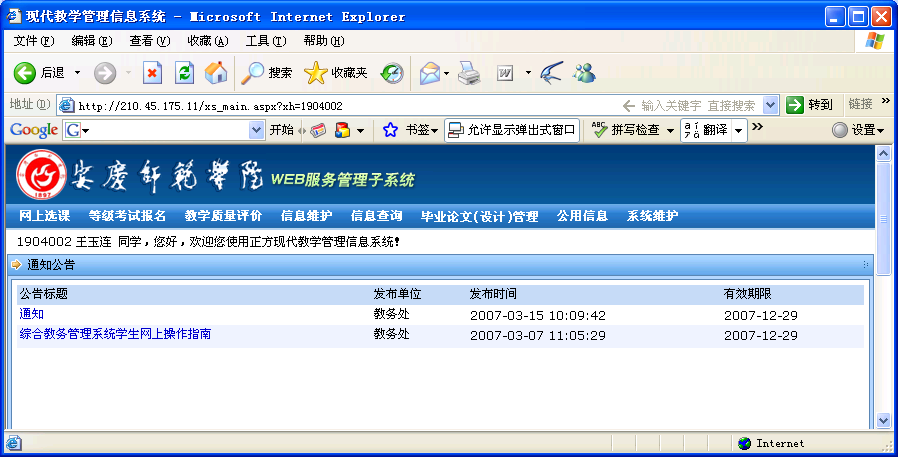 现代教学管理信息系统 - Microsoft Internet Explorer
文件(F) 编辑(E) 查看(V) 收藏(A) 工具(T) 帮助(H)
后退 搜索 收藏夹
地址(D) http://210.45.175.11/xs_main.aspx?xh=1904002 输入关键字 直接搜索 转到 链接 »
Google G 开始 书签 允许显示弹出式窗口 ABC 拼写检查 翻译 » 设置
安慶师範学院 WEB服务管理子系统
1897
网上选课 等级考试报名 教学质量评价 信息维护 信息查询 毕业论文(设计)管理 公用信息 系统维护
1904002 王玉连 同学,您好,欢迎您使用正方现代教学管理信息系统!
通知公告
公告标题 发布单位 发布时间 有效期限
通知 教务处 2007-03-15 10:09:42 2007-12-29
综合教务管理系统学生网上操作指南 教务处 2007-03-07 11:05:29 2007-12-29
Internet